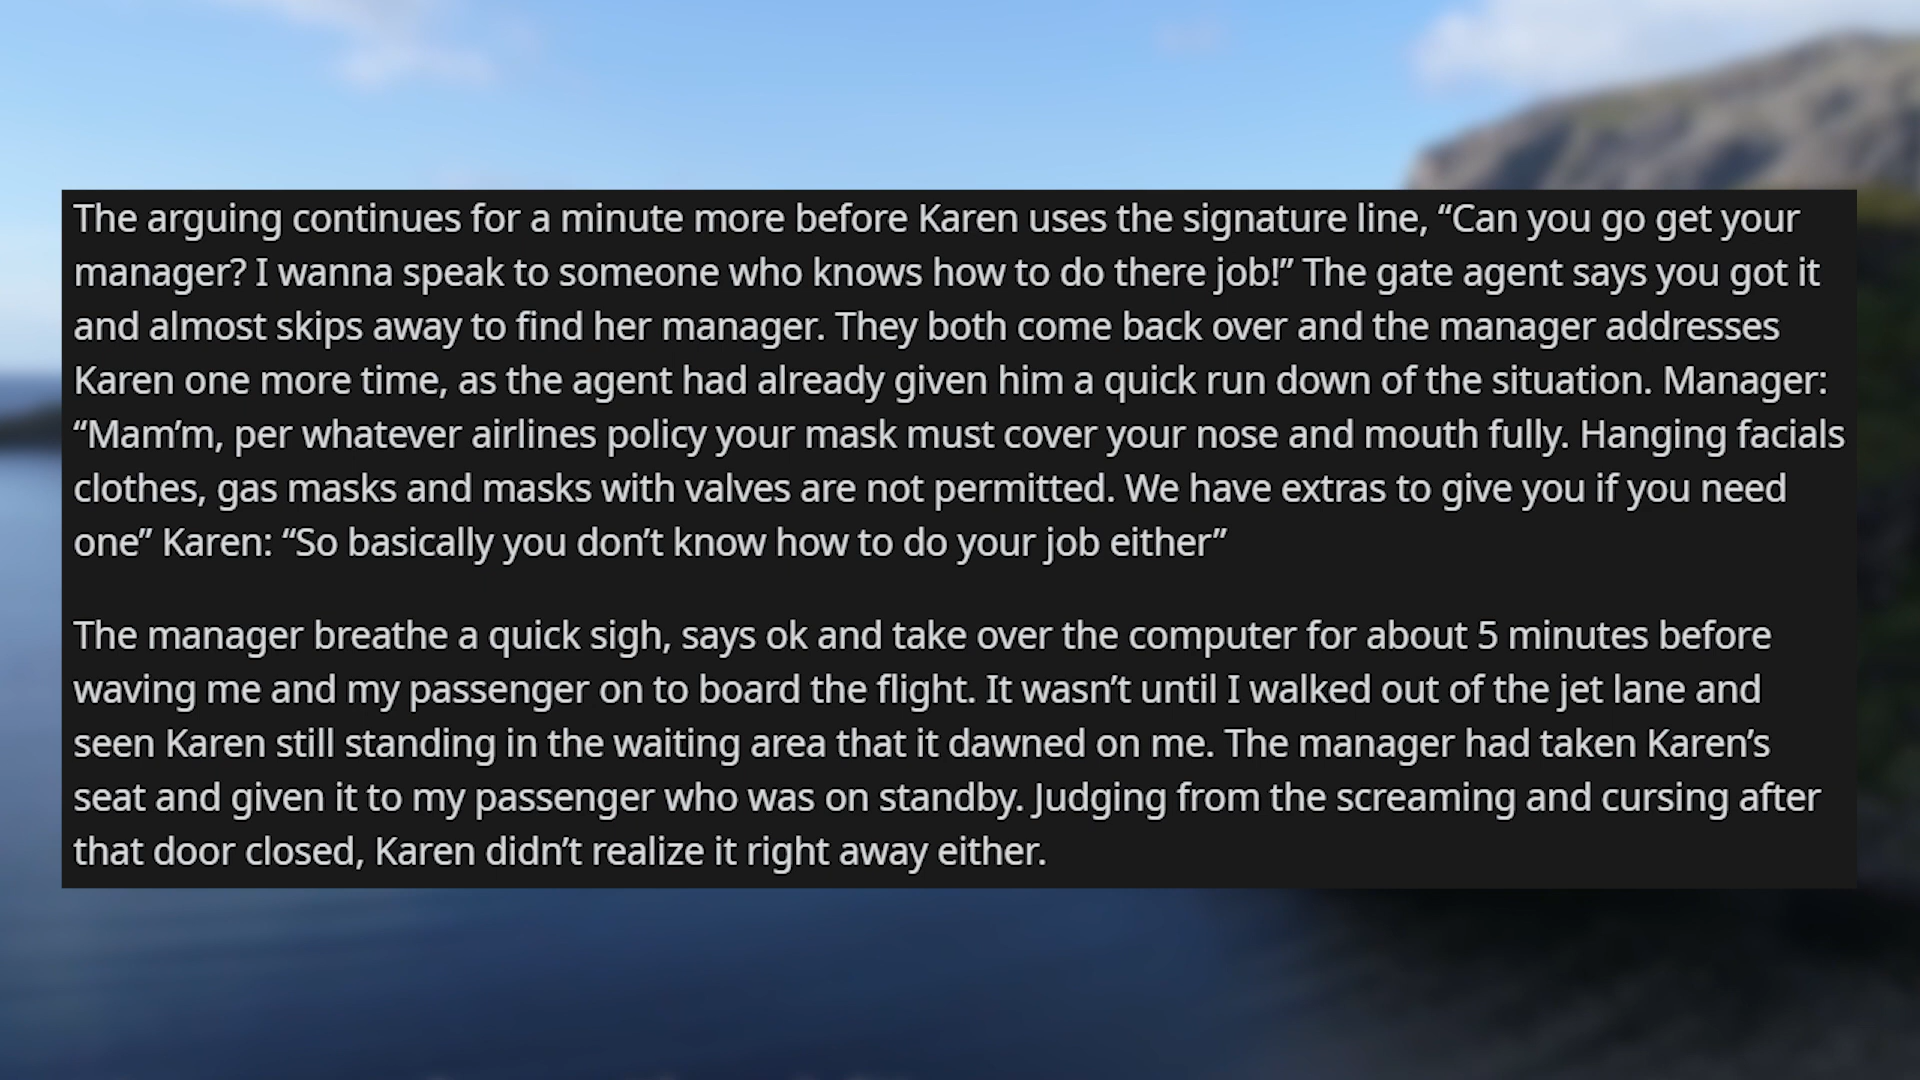 The arguing continues for a minute more before Karen uses the signature line, “Can you go get your
manager? I wanna speak to someone who knows how to do there job!” The gate agent says you got it
and almost skips away to find her manager. They both come back over and the manager addresses
Karen one more time, as the agent had already given him a quick run down of the situation. Manager:
“Mam’m, per whatever airlines policy your mask must cover your nose and mouth fully. Hanging facials
clothes, gas masks and masks with valves are not permitted. We have extras to give you if you need
one” Karen: “So basically you don’t know how to do your job either”
The manager breathe a quick sigh, says ok and take over the computer for about 5 minutes before
waving me and my passenger on to board the flight. It wasn’t until I walked out of the jet lane and
seen Karen still standing in the waiting area that it dawned on me. The manager had taken Karen’s
seat and given it to my passenger who was on standby. Judging from the screaming and cursing after
that door closed, Karen didn’t realize it right away either.